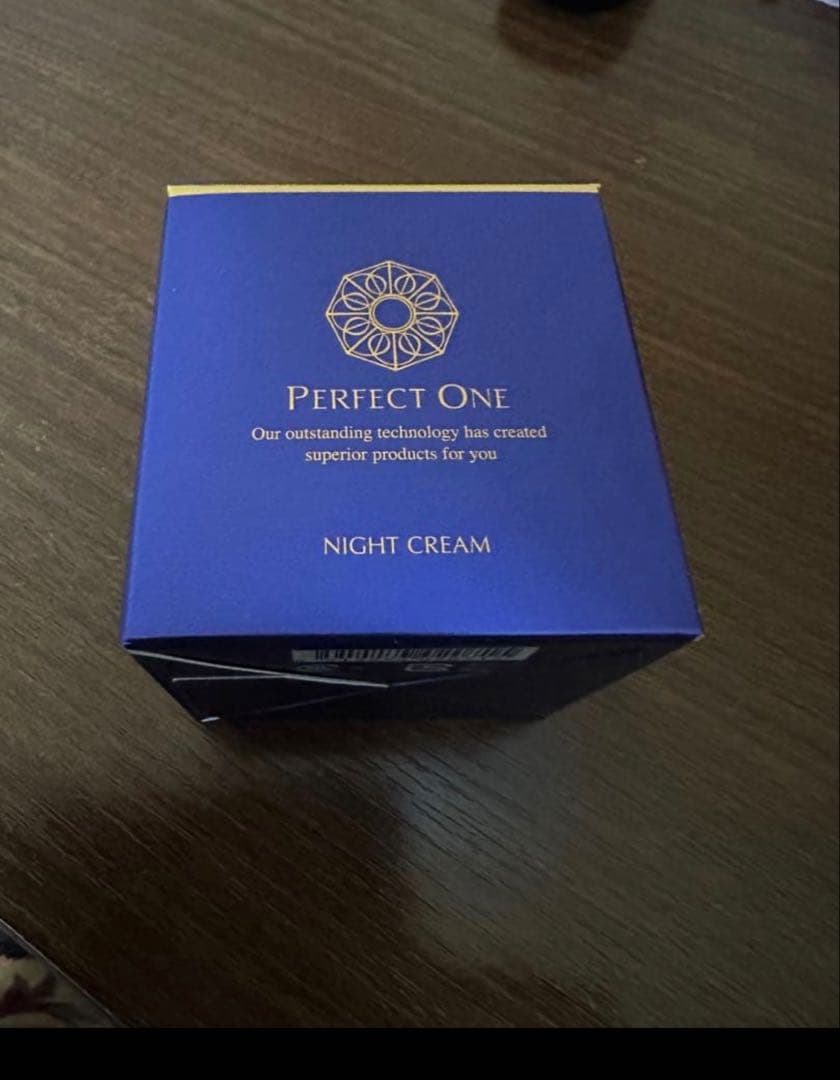 PERFECT ONE
Our outstanding technology has created
superior products for you
NIGHT CREAM